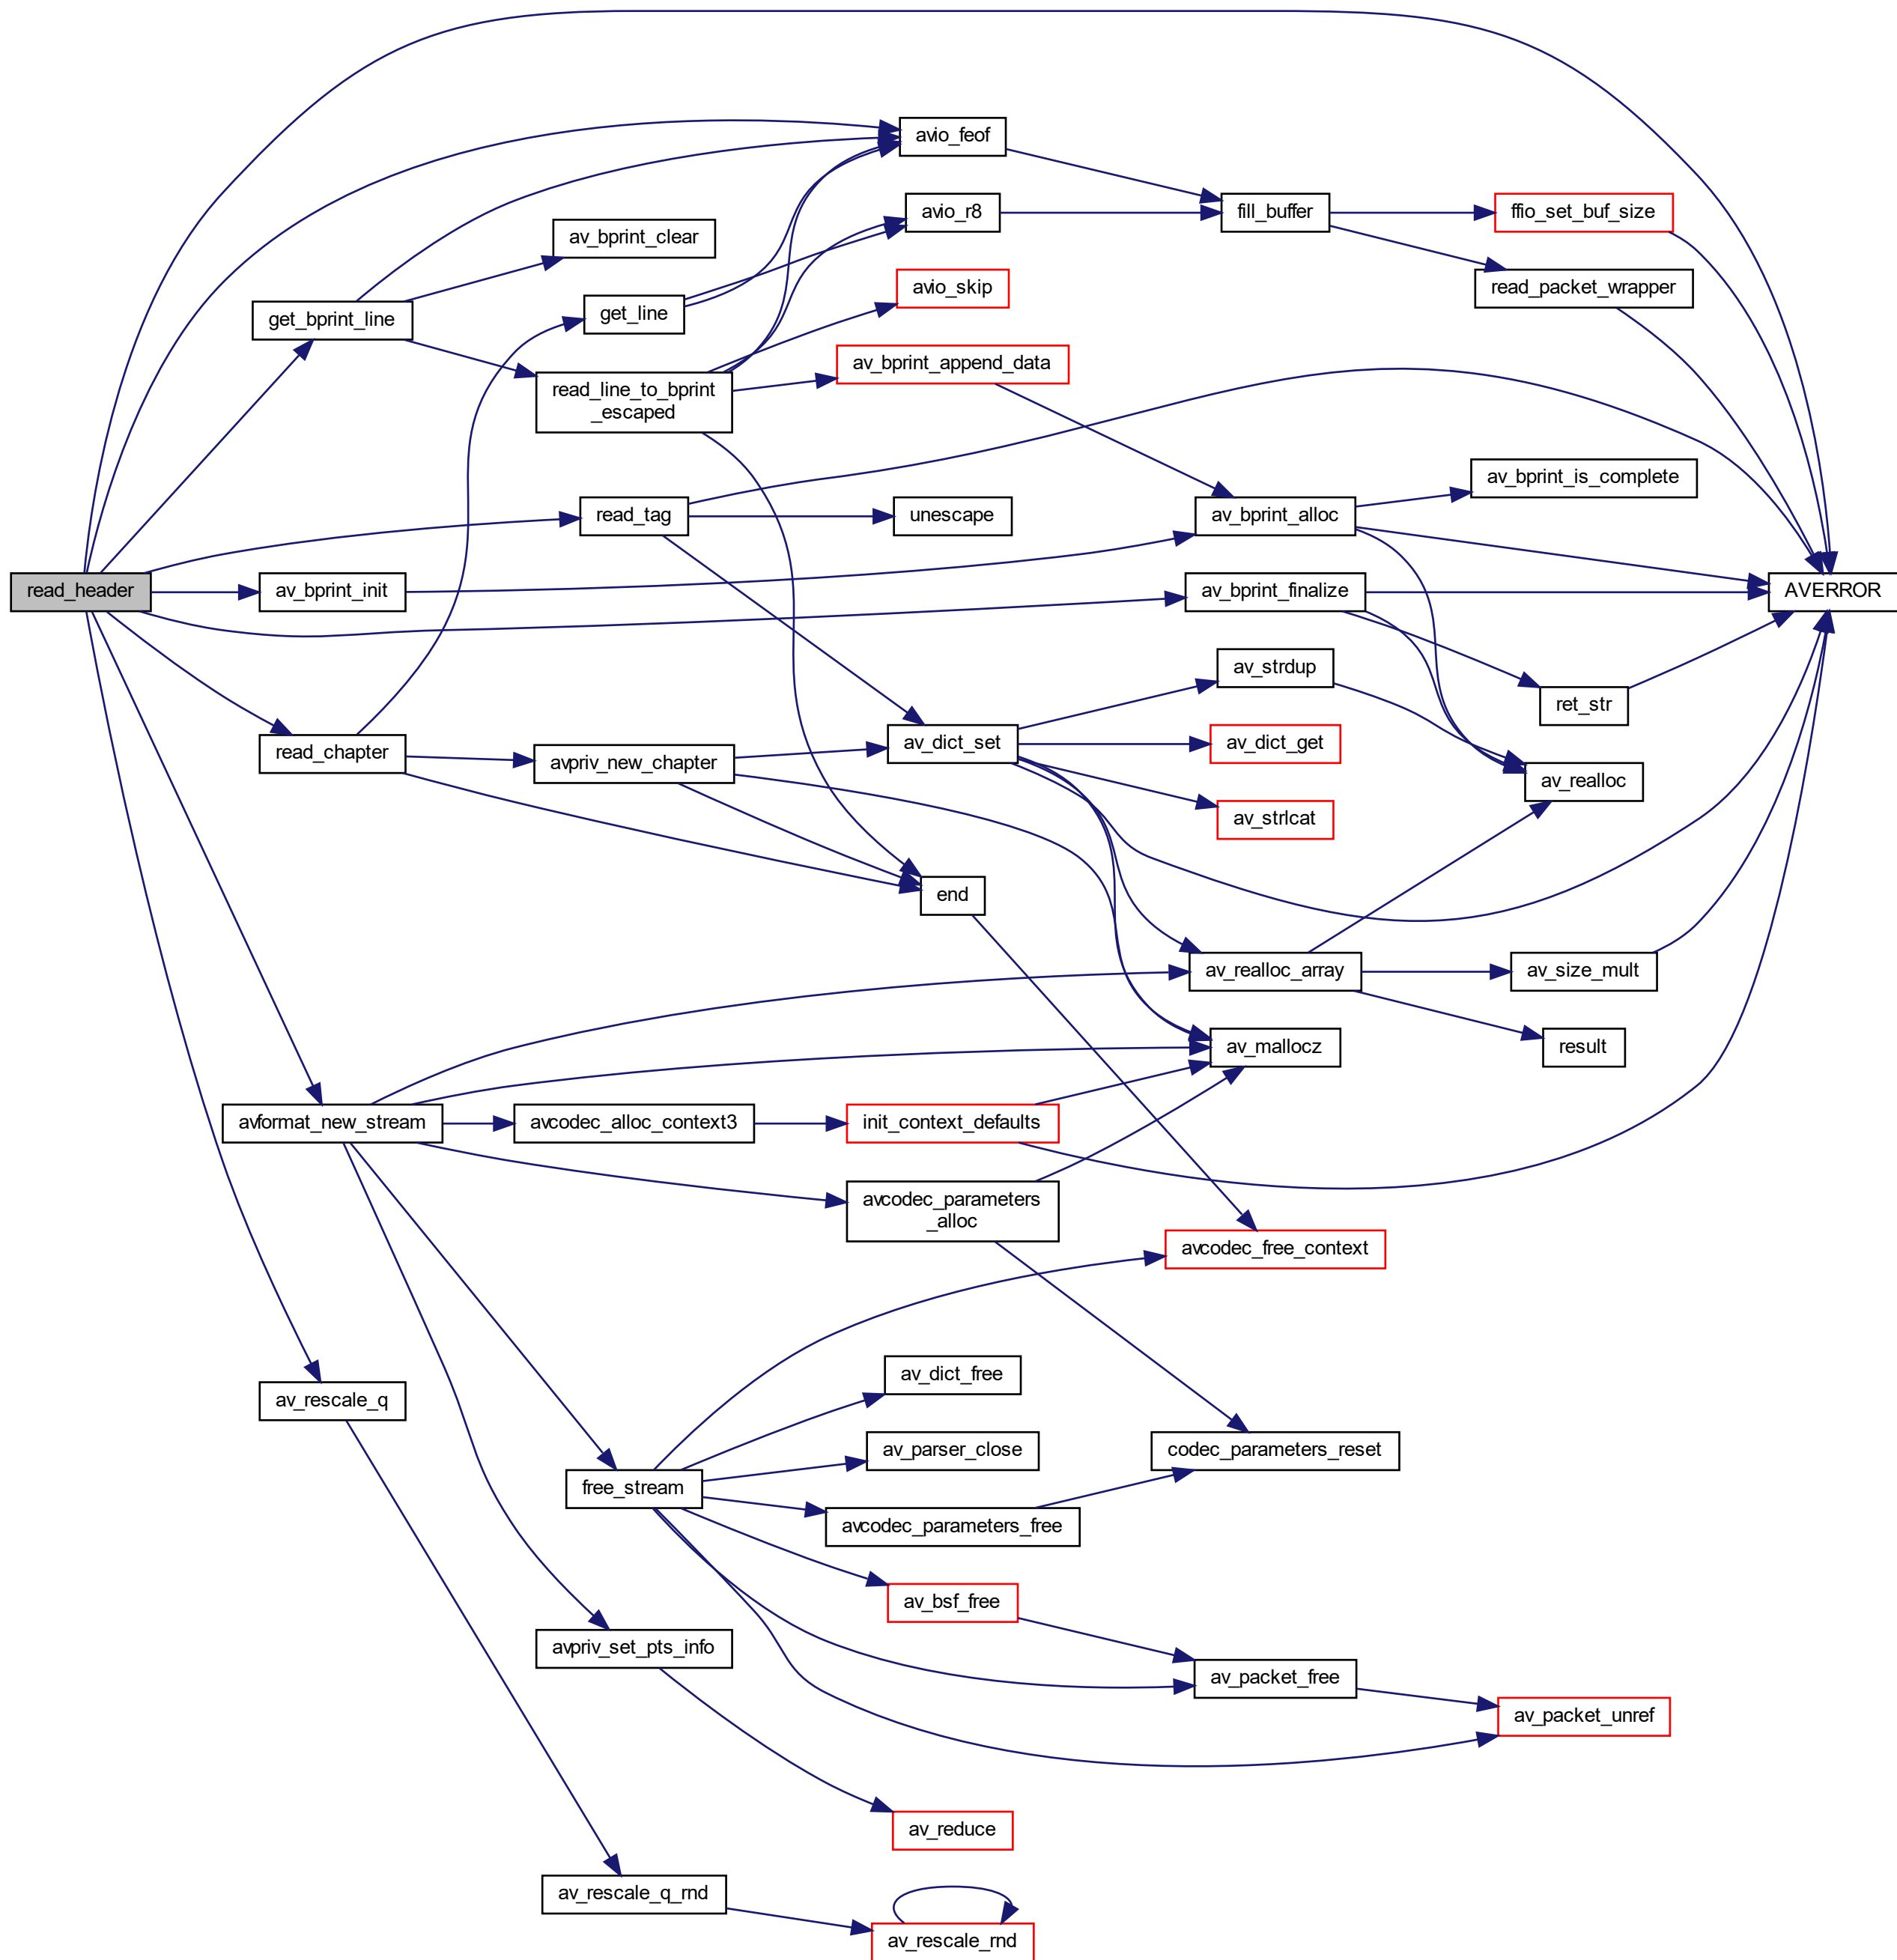 avio_feof
avio_r8
fill_buffer
ffio_set_buf_size
av_bprint_clear
avio_skip
read_packet_wrapper
get_bprint_line
get_line
read_line_to_bprint
_escaped
av_bprint_append_data
av_bprint_is_complete
read_tag
unescape
av_bprint_alloc
read_header
av_bprint_init
av_bprint_finalize
AVERROR
av_strdup
ret_str
read_chapter
avpriv_new_chapter
av_dict_set
av_dict_get
av_realloc
av_strlcat
end
av_realloc_array
av_size_mult
av_mallocz
result
avformat_new_stream
avcodec_alloc_context3
init_context_defaults
avcodec_parameters
_alloc
avcodec_free_context
av_rescale_q
av_dict_free
av_parser_close
codec_parameters_reset
free_stream
avcodec_parameters_free
av_bsf_free
avpriv_set_pts_info
av_packet_free
av_packet_unref
av_reduce
av_rescale_q_rnd
av_rescale_rnd